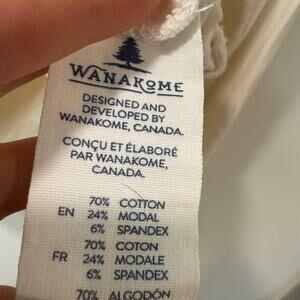 WANAKOME
DESIGNED AND
DEVELOPED BY
WANAKOME, CANADA.
CONÇU ET ÉLABORÉ
PAR WANAKOME,
CANADA.
70% COTTON
EN 24% MODAL
6% SPANDEX
70% COTON
FR 24% MODALE
6% SPANDEX
70% ALGODÓN